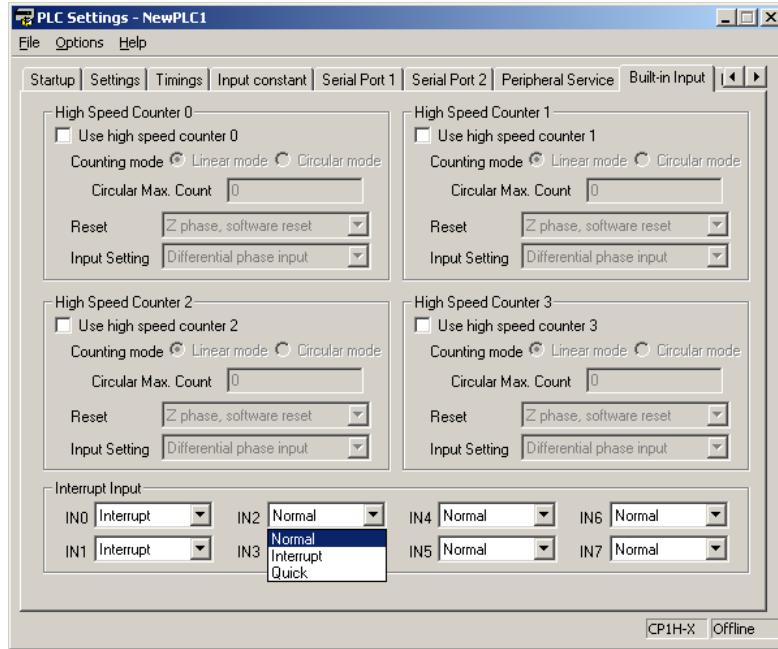 PLC Settings - NewPLC1
File Options Help
Startup Settings Timings Input constant Serial Port 1 Serial Port 2 Peripheral Service Built-in Input
High Speed Counter 0
Use high speed counter 0
Counting mode Linear mode Circular mode
Circular Max. Count 0
Reset Z phase, software reset
Input Setting Differential phase input
High Speed Counter 1
Use high speed counter 1
Counting mode Linear mode Circular mode
Circular Max. Count 0
Reset Z phase, software reset
Input Setting Differential phase input
High Speed Counter 2
Use high speed counter 2
Counting mode Linear mode Circular mode
Circular Max. Count 0
Reset Z phase, software reset
Input Setting Differential phase input
High Speed Counter 3
Use high speed counter 3
Counting mode Linear mode Circular mode
Circular Max. Count 0
Reset Z phase, software reset
Input Setting Differential phase input
Interrupt Input
IN0 Interrupt IN2 Normal IN4 Normal IN6 Normal
Normal
IN1 Interrupt IN3 Interrupt IN5 Normal IN7 Normal
Quick
CP1H-X Offline